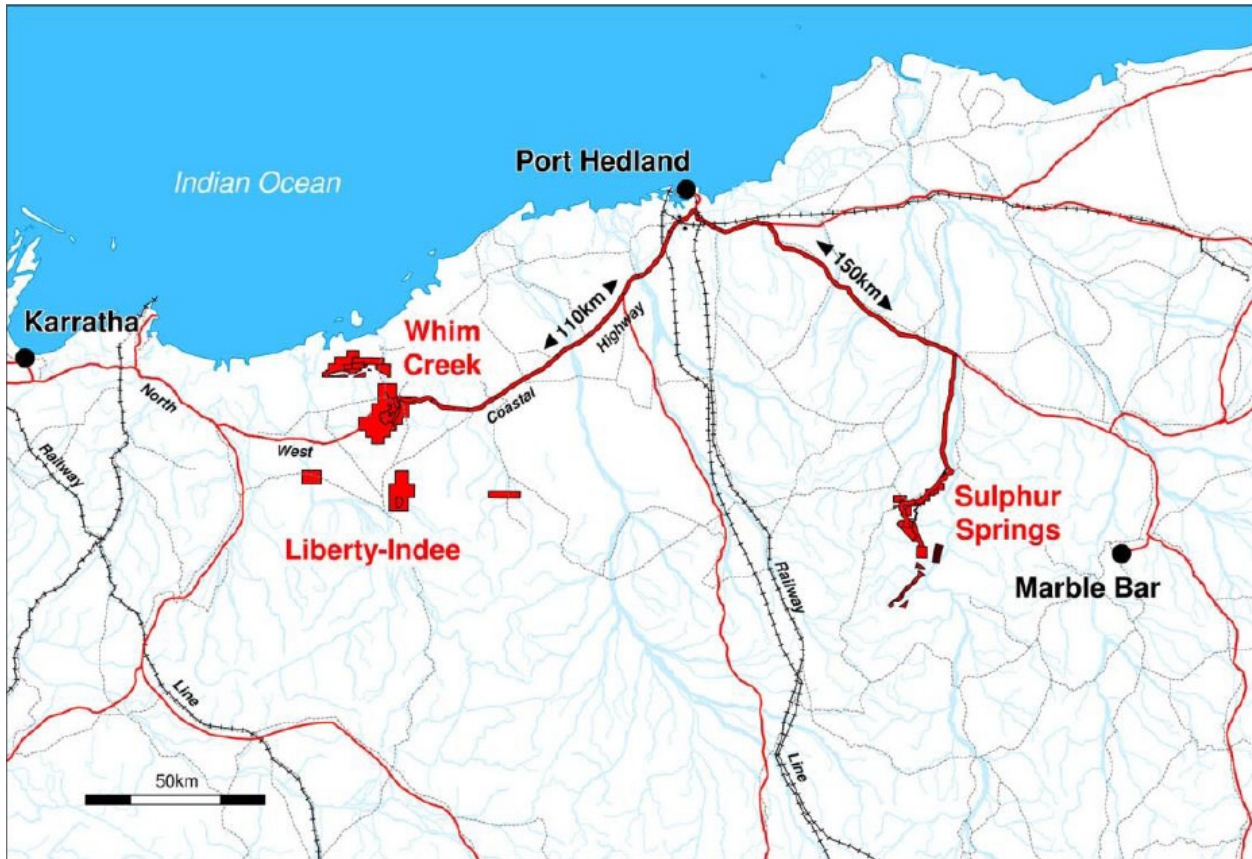 Port Hedland
Indian Ocean
150km
110km
Highway
Karratha
Whim
Creek
North
Coastal
West
Railway
Sulphur
Springs
Liberty-Indee
Marble Bar
Railway
Line
Line
50km